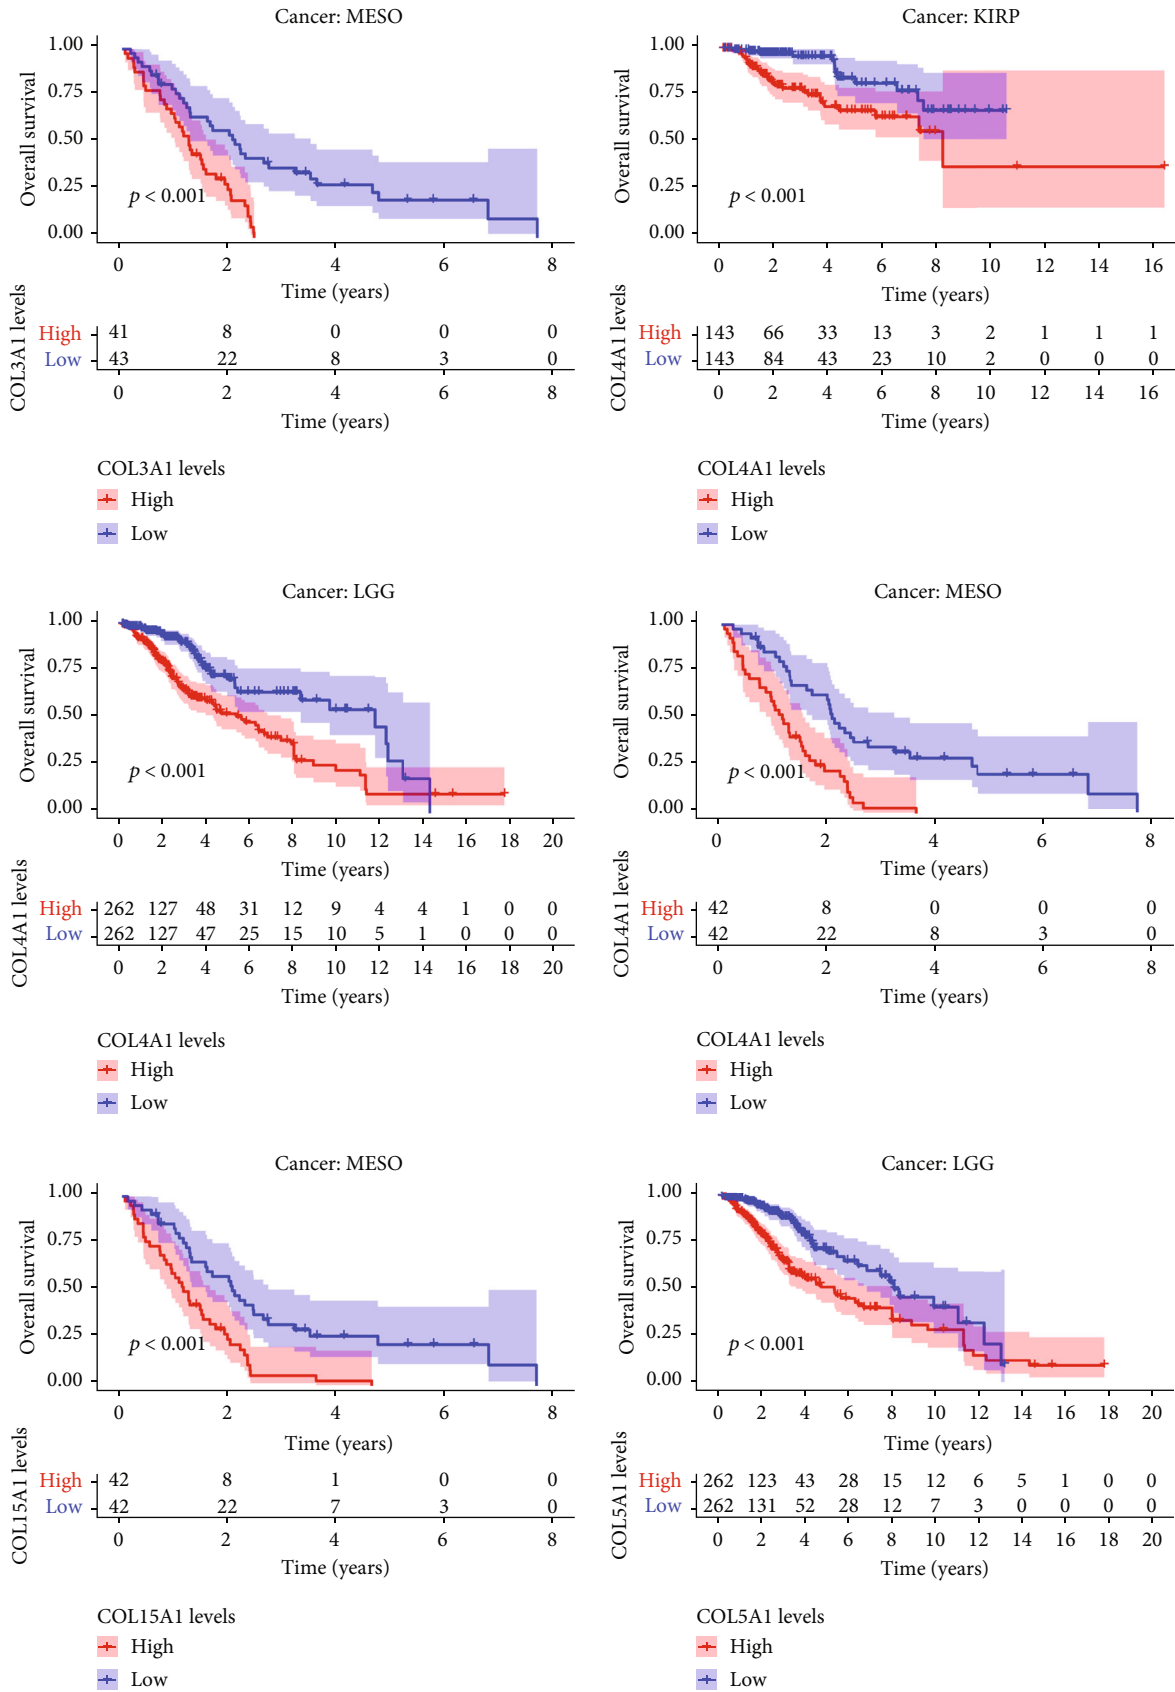 Cancer: MESO
1.00
0.75
0.50
0.25
0.00
Overall survival
p < 0.001
0 2 4 6 8
Time (years)
COL3A1 levels
High 41 8 0 0 0
Low 43 22 8 3 0
0 2 4 6 8
Time (years)
COL3A1 levels
High
Low
Cancer: KIRP
1.00
0.75
0.50
0.25
0.00
Overall survival
p < 0.001
0 2 4 6 8 10 12 14 16
Time (years)
COL4A1 levels
High 143 66 33 13 3 2 1 1 1
Low 143 84 43 23 10 2 0 0 0
0 2 4 6 8 10 12 14 16
Time (years)
COL4A1 levels
High
Low
Cancer: LGG
1.00
0.75
0.50
0.25
0.00
Overall survival
p < 0.001
0 2 4 6 8 10 12 14 16 18 20
Time (years)
COL4A1 levels
High 262 127 48 31 12 9 4 4 1 0 0
Low 262 127 47 25 15 10 5 1 0 0 0
0 2 4 6 8 10 12 14 16 18 20
Time (years)
COL4A1 levels
High
Low
Cancer: MESO
1.00
0.75
0.50
0.25
0.00
Overall survival
p < 0.001
0 2 4 6 8
Time (years)
COL4A1 levels
High 42 8 0 0 0
Low 42 22 8 3 0
0 2 4 6 8
Time (years)
COL4A1 levels
High
Low
Cancer: MESO
1.00
0.75
0.50
0.25
0.00
Overall survival
p < 0.001
0 2 4 6 8
Time (years)
COL15A1 levels
High 42 8 1 0 0
Low 42 22 7 3 0
0 2 4 6 8
Time (years)
COL15A1 levels
High
Low
Cancer: LGG
1.00
0.75
0.50
0.25
0.00
Overall survival
p < 0.001
0 2 4 6 8 10 12 14 16 18 20
Time (years)
COL5A1 levels
High 262 123 43 28 15 12 6 5 1 0 0
Low 262 131 52 28 12 7 3 0 0 0 0
0 2 4 6 8 10 12 14 16 18 20
Time (years)
COL5A1 levels
High
Low